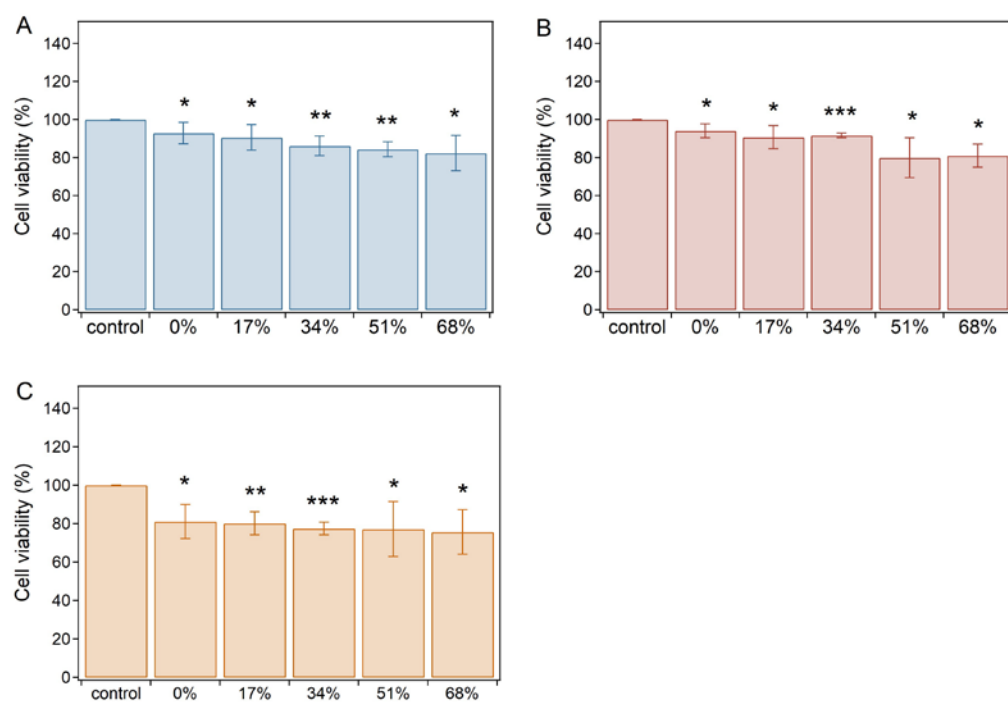 A
Cell viability (%)
140
120
100
80
60
40
20
0
* * ** ** *
control 0% 17% 34% 51% 68%
B
Cell viability (%)
140
120
100
80
60
40
20
0
* * *** * *
control 0% 17% 34% 51% 68%
C
Cell viability (%)
140
120
100
80
60
40
20
0
* ** *** * *
control 0% 17% 34% 51% 68%